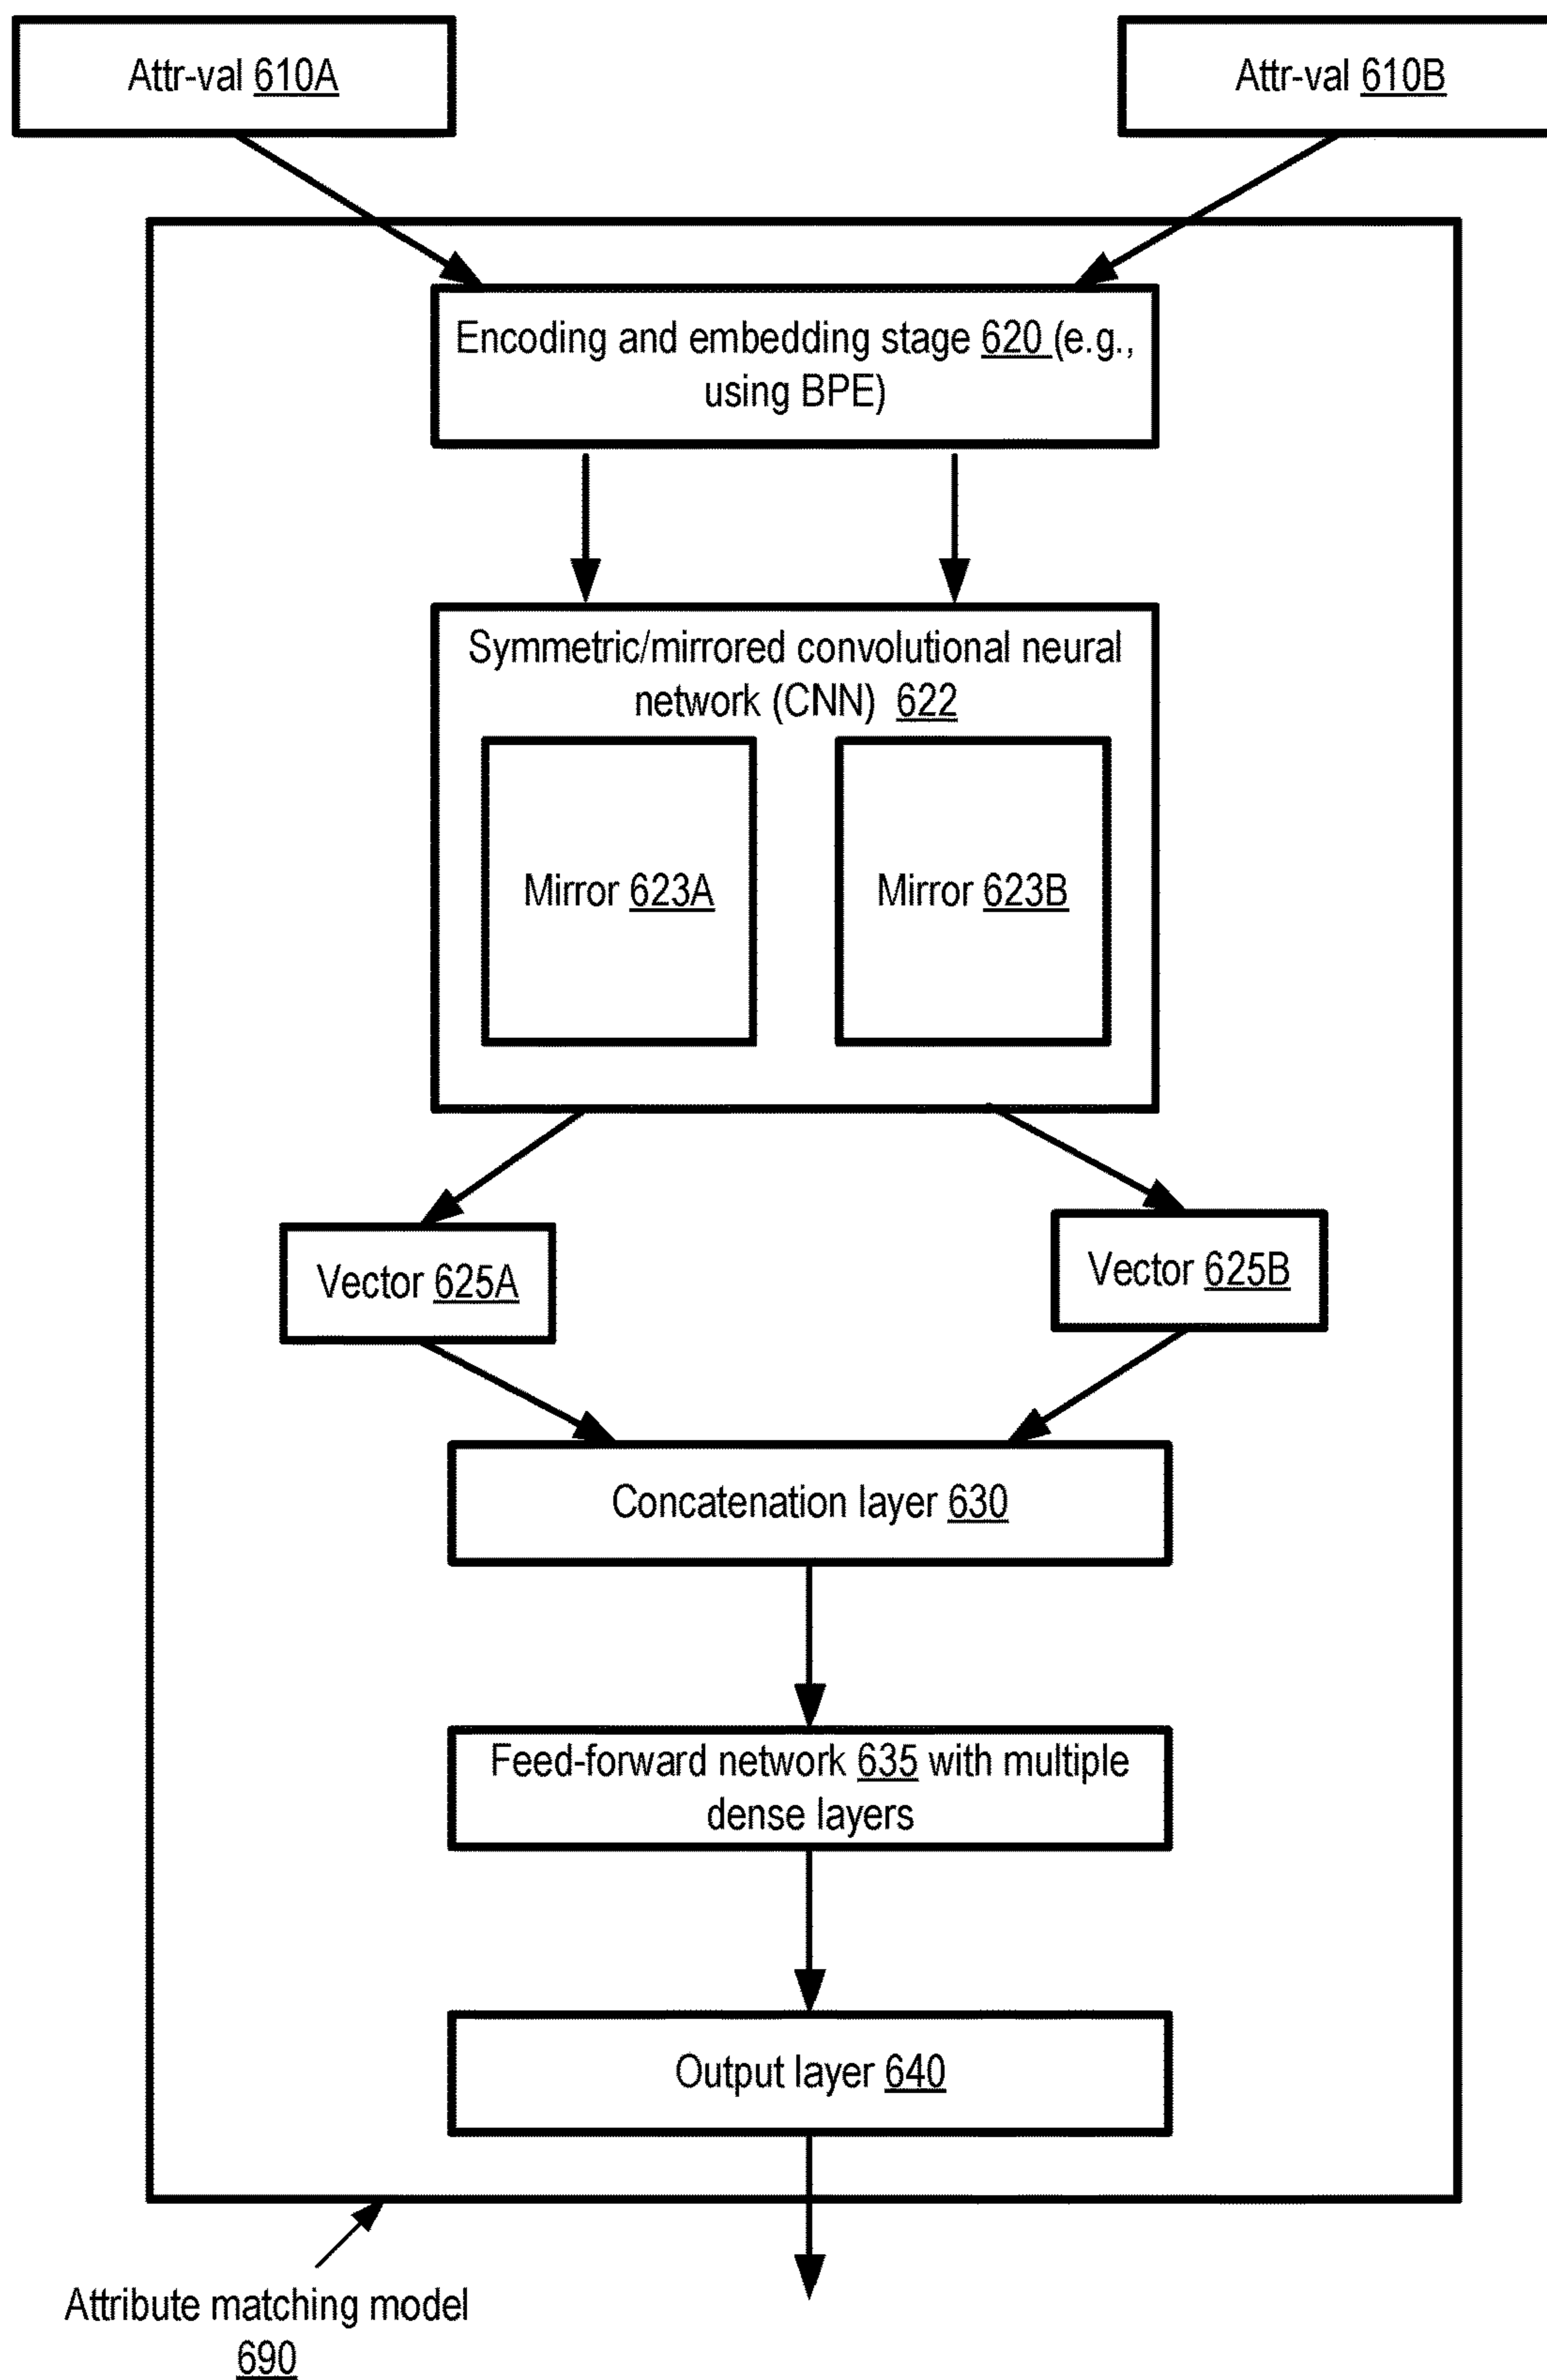 Attr-val 610A
Attr-val 610B
Encoding and embedding stage 620 (e.g.,
using BPE)
Symmetric/mirrored convolutional neural
network (CNN) 622
Mirror 623A
Mirror 623B
Vector 625A
Vector 625B
Concatenation layer 630
Feed-forward network 635 with multiple
dense layers
Output layer 640
Attribute matching model
690